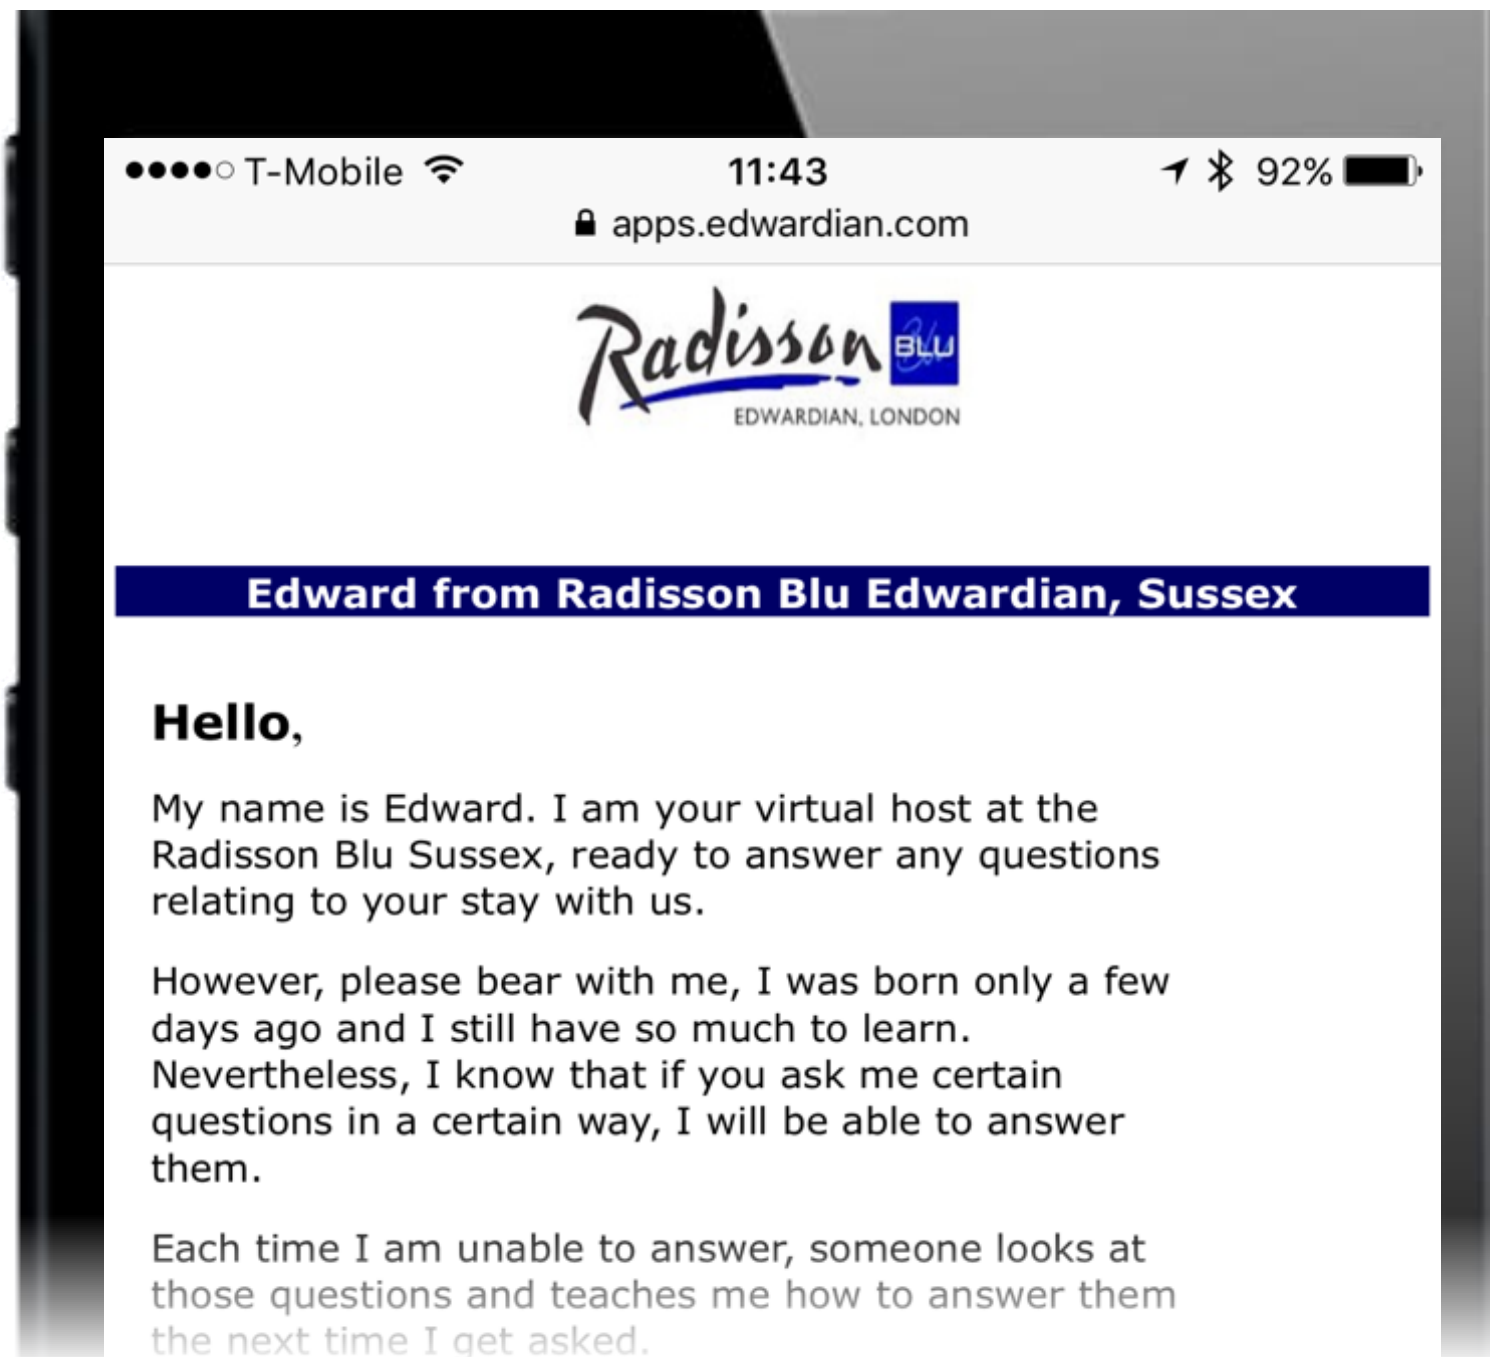 T-Mobile 11:43 92%
apps.edwardian.com
Radisson BLU
EDWARDIAN, LONDON
Edward from Radisson Blu Edwardian, Sussex
Hello,
My name is Edward. I am your virtual host at the
Radisson Blu Sussex, ready to answer any questions
relating to your stay with us.
However, please bear with me, I was born only a few
days ago and I still have so much to learn.
Nevertheless, I know that if you ask me certain
questions in a certain way, I will be able to answer
them.
Each time I am unable to answer, someone looks at
those questions and teaches me how to answer them
the next time I get asked.